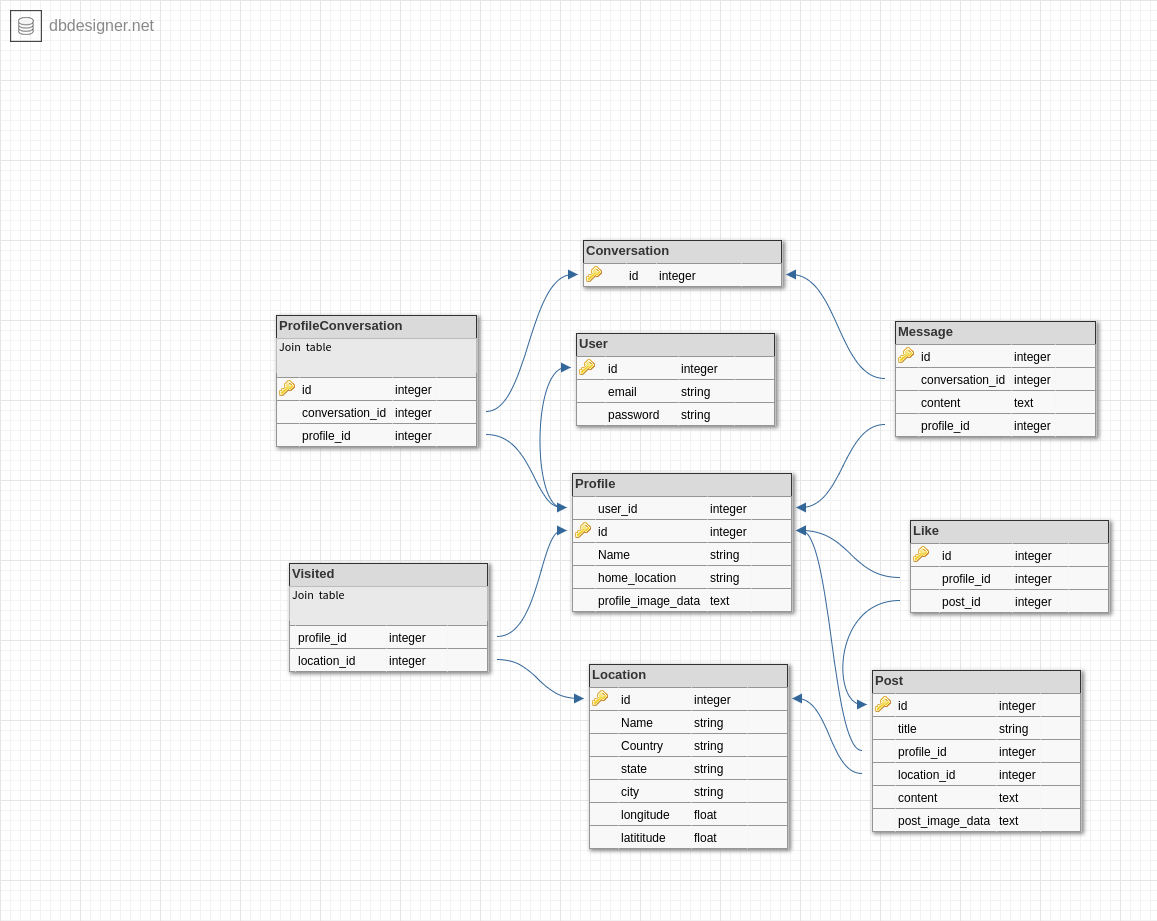 dbdesigner.net
Conversation
id integer
ProfileConversation
Join table
id integer
conversation_id integer
profile_id integer
User
id integer
email string
password string
Message
id integer
conversation_id integer
content text
profile_id integer
Profile
user_id integer
id integer
Name string
home_location string
profile_image_data text
Like
id integer
profile_id integer
post_id integer
Visited
Join table
profile_id integer
location_id integer
Location
id integer
Name string
Country string
state string
city string
longitude float
latititude float
Post
id integer
title string
profile_id integer
location_id integer
content text
post_image_data text